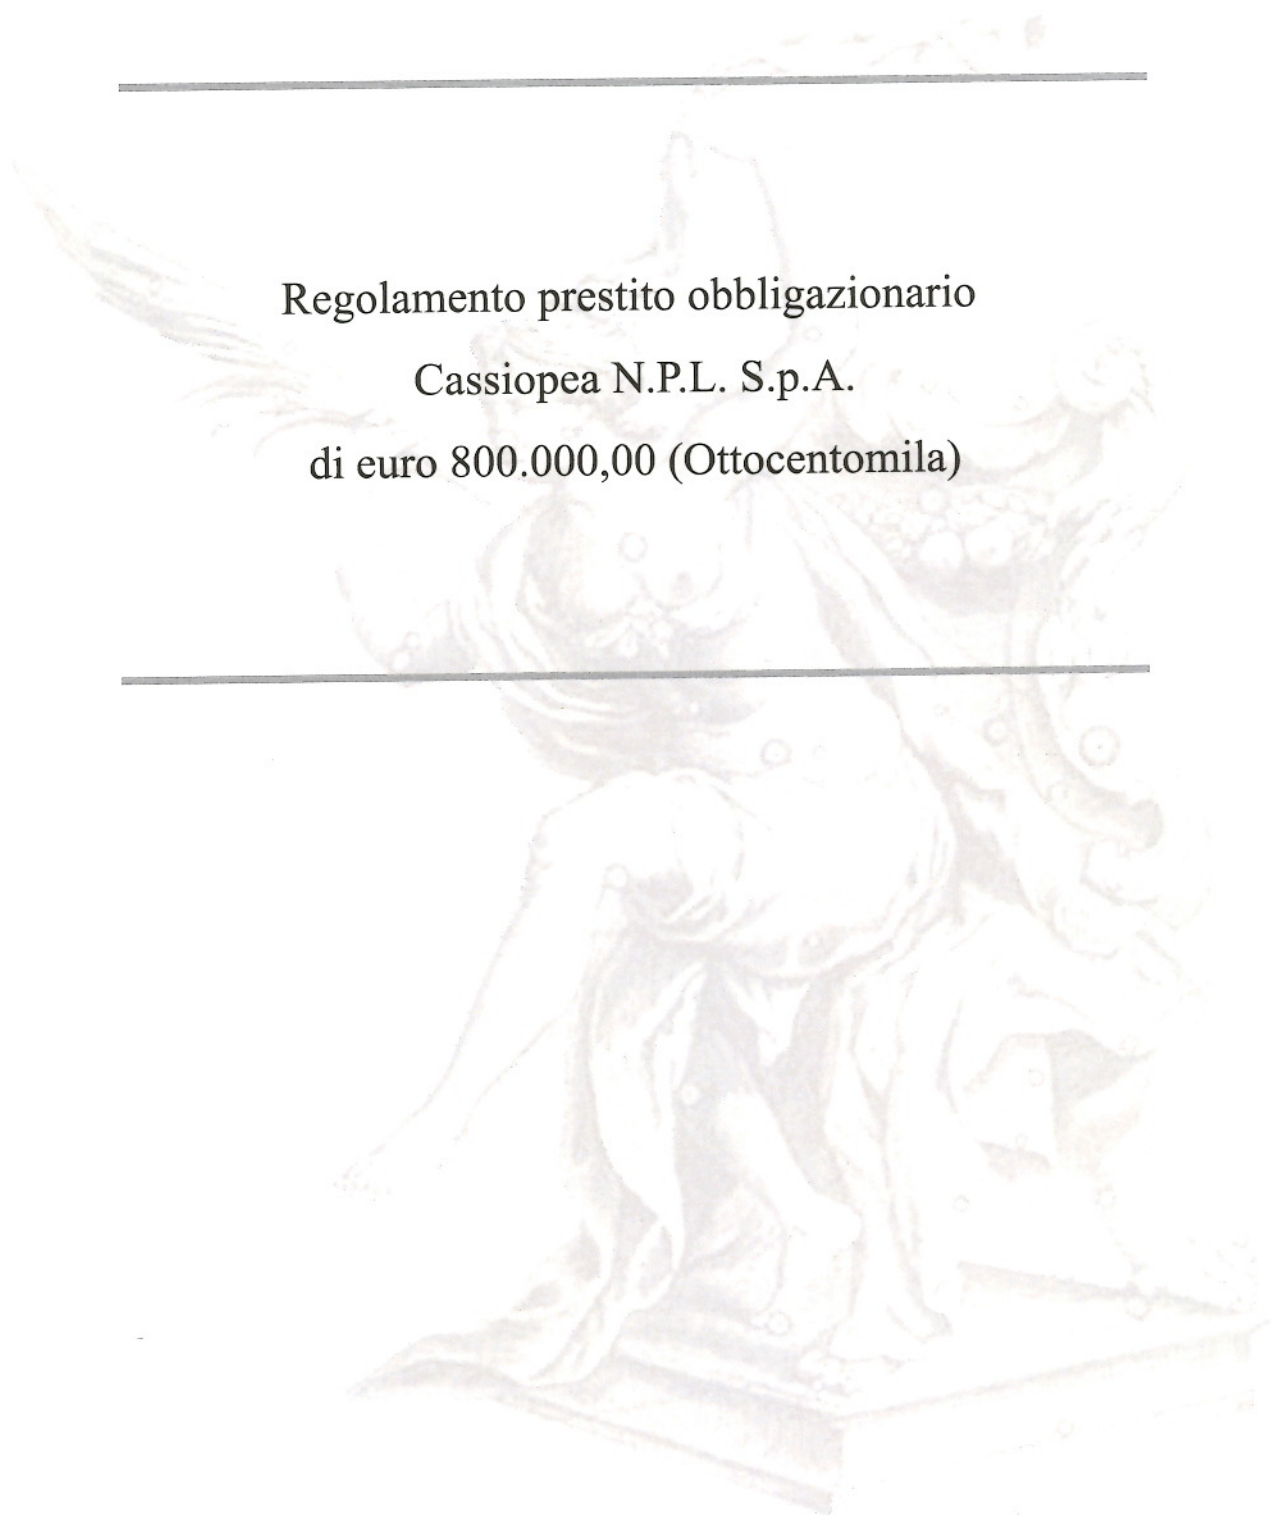 Regolamento prestito obbligazionario
Cassiopea N.P.L. S.p.A.
di euro 800.000,00 (Ottocentomila)